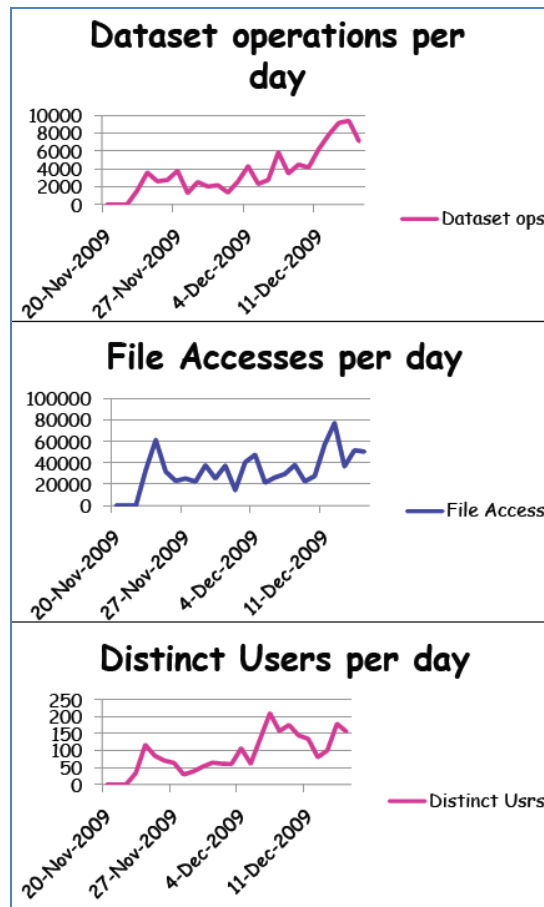 Dataset operations per
day
10000
8000
6000
4000
2000
0
20-Nov-2009
27-Nov-2009
4-Dec-2009
11-Dec-2009
Dataset ops
File Accesses per day
100000
80000
60000
40000
20000
0
20-Nov-2009
27-Nov-2009
4-Dec-2009
11-Dec-2009
File Access
Distinct Users per day
250
200
150
100
50
0
20-Nov-2009
27-Nov-2009
4-Dec-2009
11-Dec-2009
Distinct Usrs